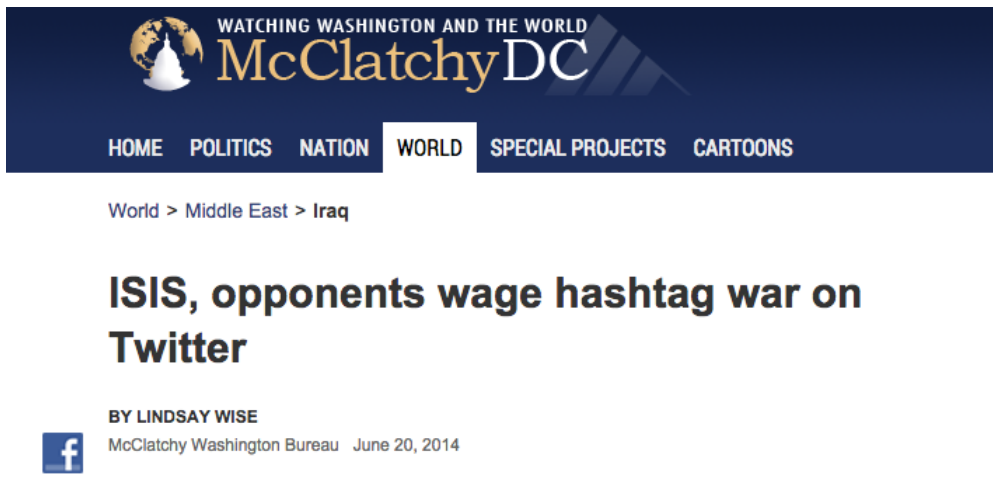 WATCHING WASHINGTON AND THE WORLD
McClatchyDC
HOME POLITICS NATION WORLD SPECIAL PROJECTS CARTOONS
World > Middle East > Iraq
ISIS, opponents wage hashtag war on
Twitter
BY LINDSAY WISE
McClatchy Washington Bureau June 20, 2014
f